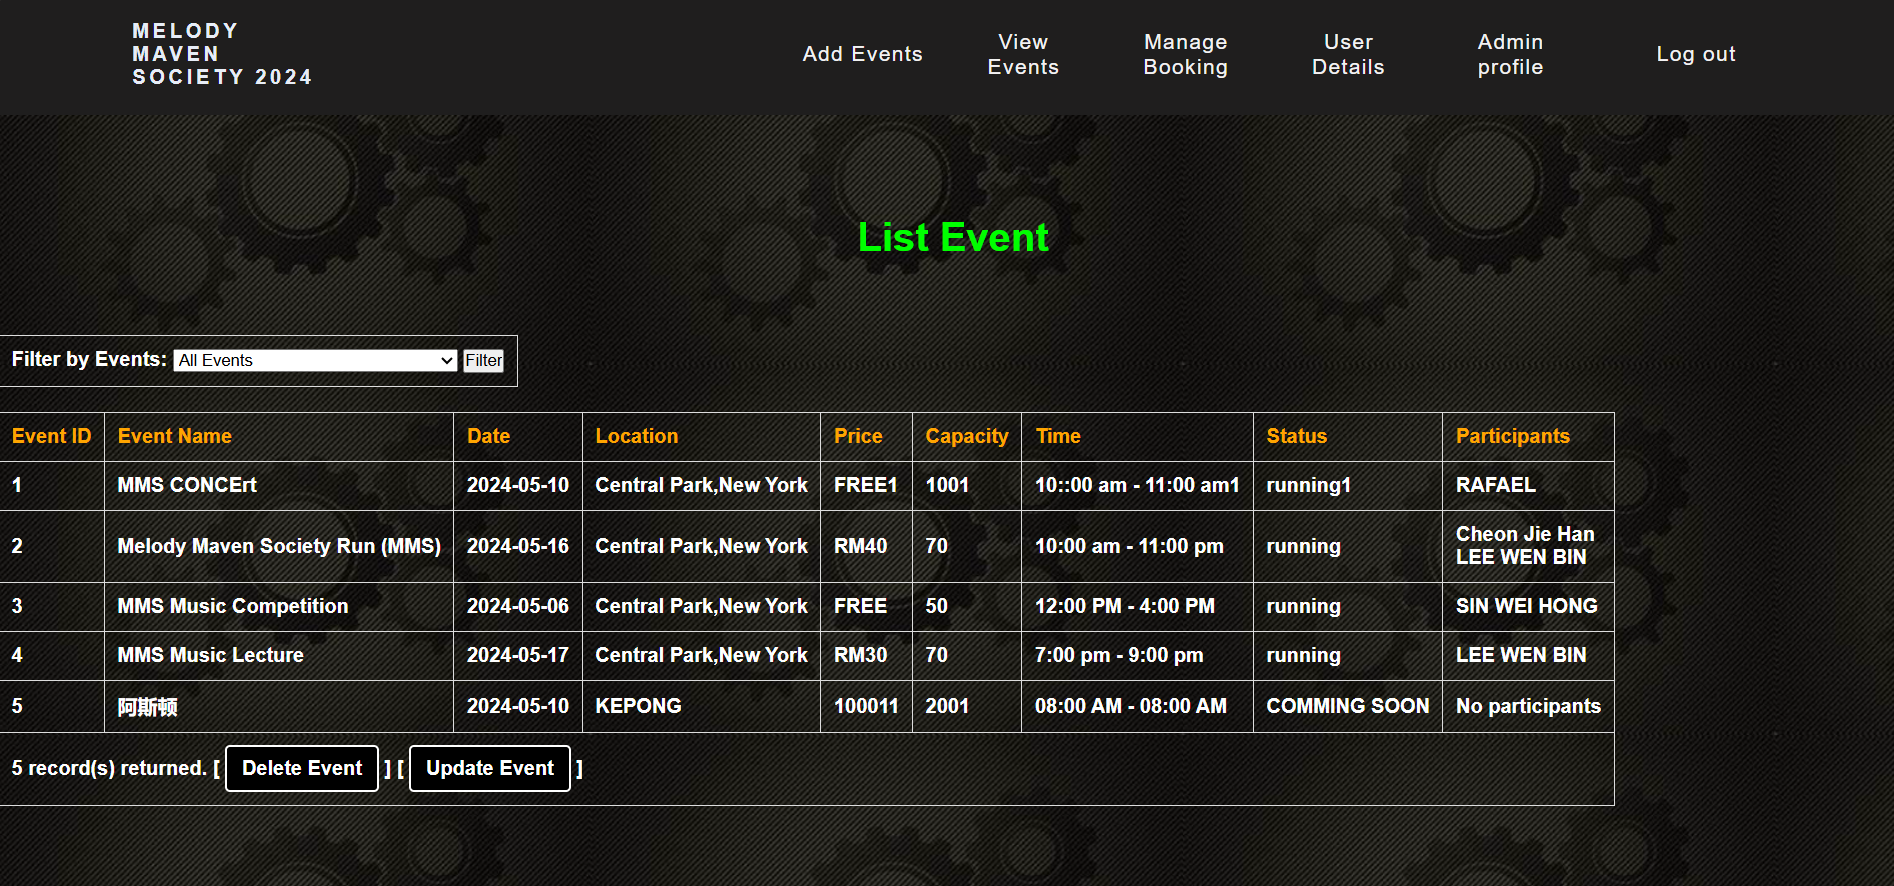 MELODY
MAVEN
SOCIETY 2024
Add Events
View
Events
Manage
Booking
User
Details
Admin
profile
Log out
List Event
Filter by Events: All Events Filter
Event ID Event Name Date Location Price Capacity Time Status Participants
1 MMS CONCErt 2024-05-10 Central Park,New York FREE1 1001 10::00 am - 11:00 am1 running1 RAFAEL
2 Melody Maven Society Run (MMS) 2024-05-16 Central Park,New York RM40 70 10:00 am - 11:00 pm running Cheon Jie Han
LEE WEN BIN
3 MMS Music Competition 2024-05-06 Central Park,New York FREE 50 12:00 PM - 4:00 PM running SIN WEI HONG
4 MMS Music Lecture 2024-05-17 Central Park,New York RM30 70 7:00 pm - 9:00 pm running LEE WEN BIN
5 阿斯顿 2024-05-10 KEPONG 100011 2001 08:00 AM - 08:00 AM COMMING SOON No participants
5 record(s) returned. [ Delete Event ] [ Update Event ]